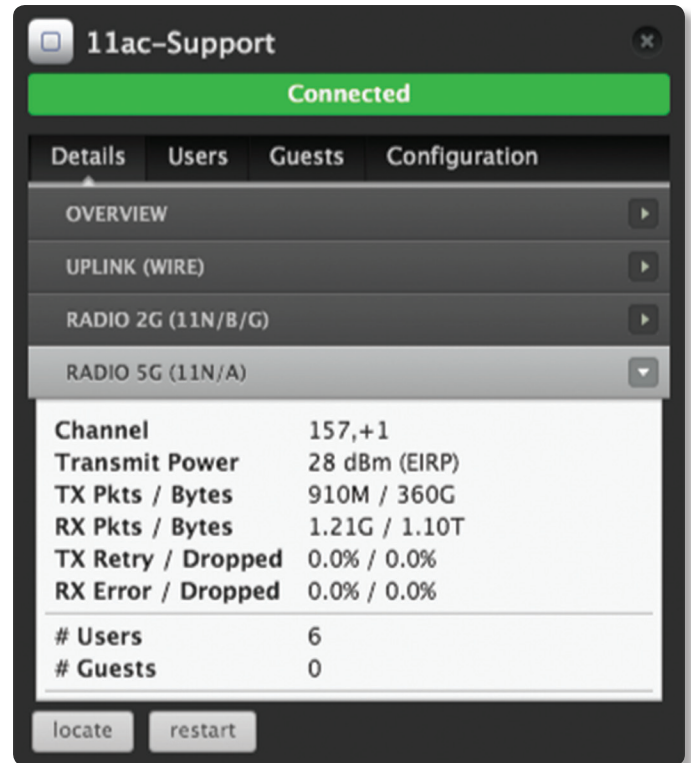 11ac-Support
Connected
Details Users Guests Configuration
OVERVIEW
UPLINK (WIRE)
RADIO 2G (11N/B/G)
RADIO 5G (11N/A)
Channel 157,+1
Transmit Power 28 dBm (EIRP)
TX Pkts / Bytes 910M / 360G
RX Pkts / Bytes 1.21G / 1.10T
TX Retry / Dropped 0.0% / 0.0%
RX Error / Dropped 0.0% / 0.0%
# Users 6
# Guests 0
locate restart